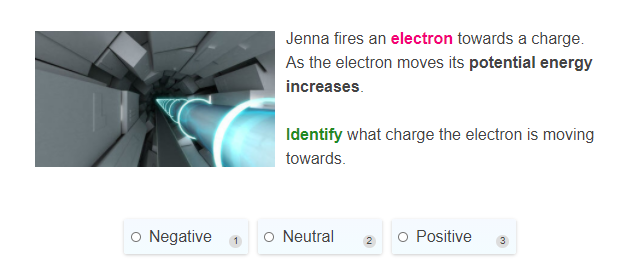 Jenna fires an electron towards a charge.
As the electron moves its potential energy
increases.
Identify what charge the electron is moving
towards.
Negative 1 Neutral 2 Positive 3